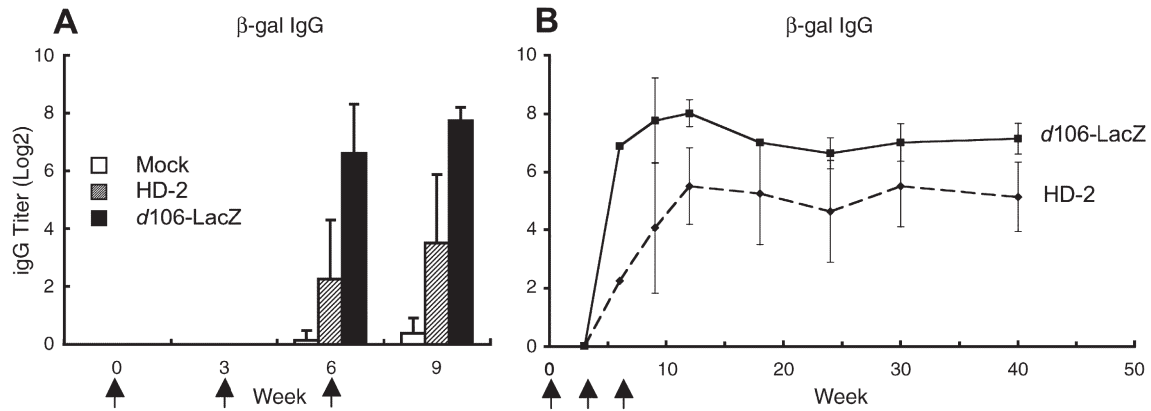 A
β-gal IgG
10
8
6
4
2
0
igG Titer (Log2)
Mock
HD-2
d106-LacZ
0 3 6 9
Week
B
β-gal IgG
10
8
6
4
2
0
d106-LacZ
HD-2
0 10 20 30 40 50
Week